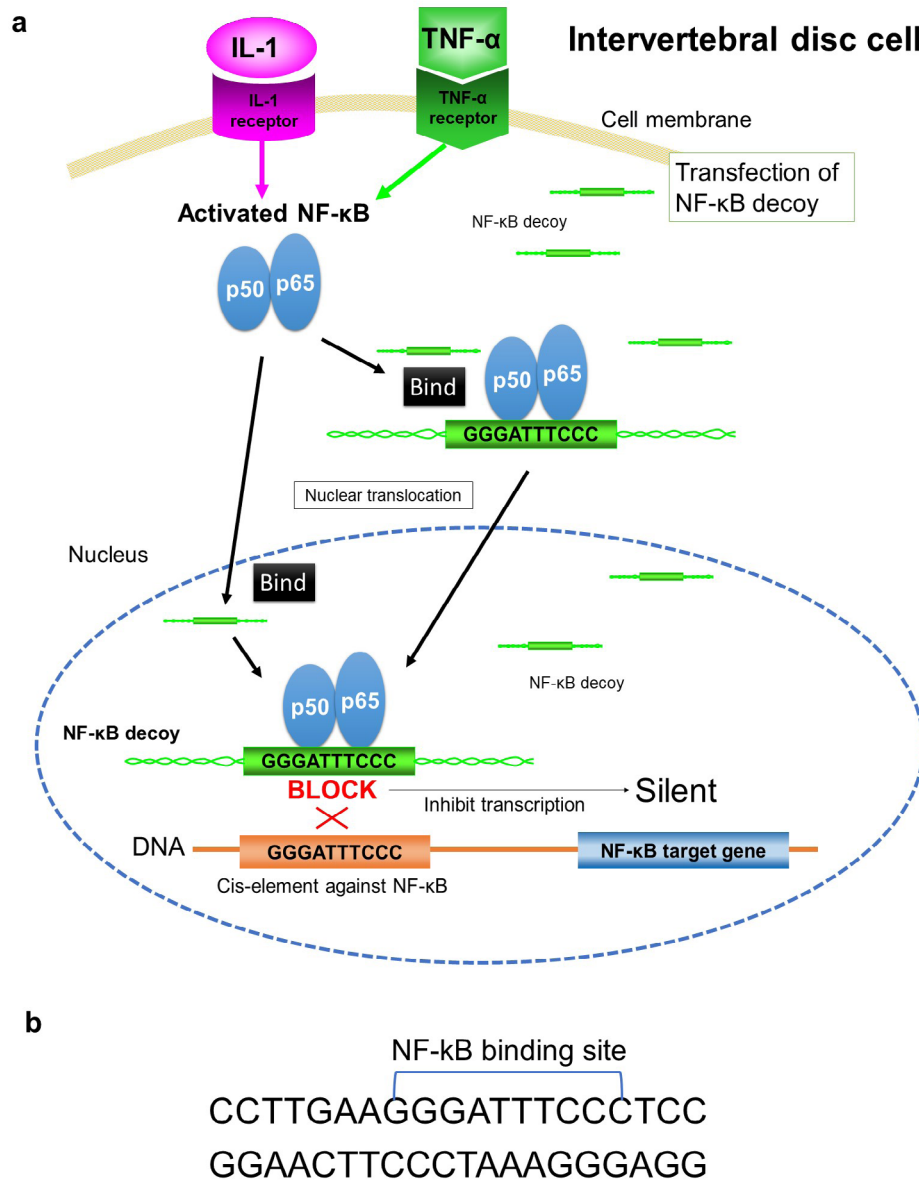 a
IL-1
TNF-α
Intervertebral disc cell
IL-1
receptor
TNF-α
receptor
Cell membrane
Transfection of
NF-κB decoy
Activated NF-κB
NF-κB decoy
p50
p65
Bind
p50
p65
GGGATTTCCC
Nuclear translocation
Nucleus
Bind
p50
p65
NF-κB decoy
NF-κB decoy
GGGATTTCCC
BLOCK
Inhibit transcription
Silent
DNA
GGGATTTCCC
NF-κB target gene
Cis-element against NF-κB
b
NF-kB binding site
CCTTGAAGGGATTTCCCTCC
GGAACTTCCCTAAAGGGAGG